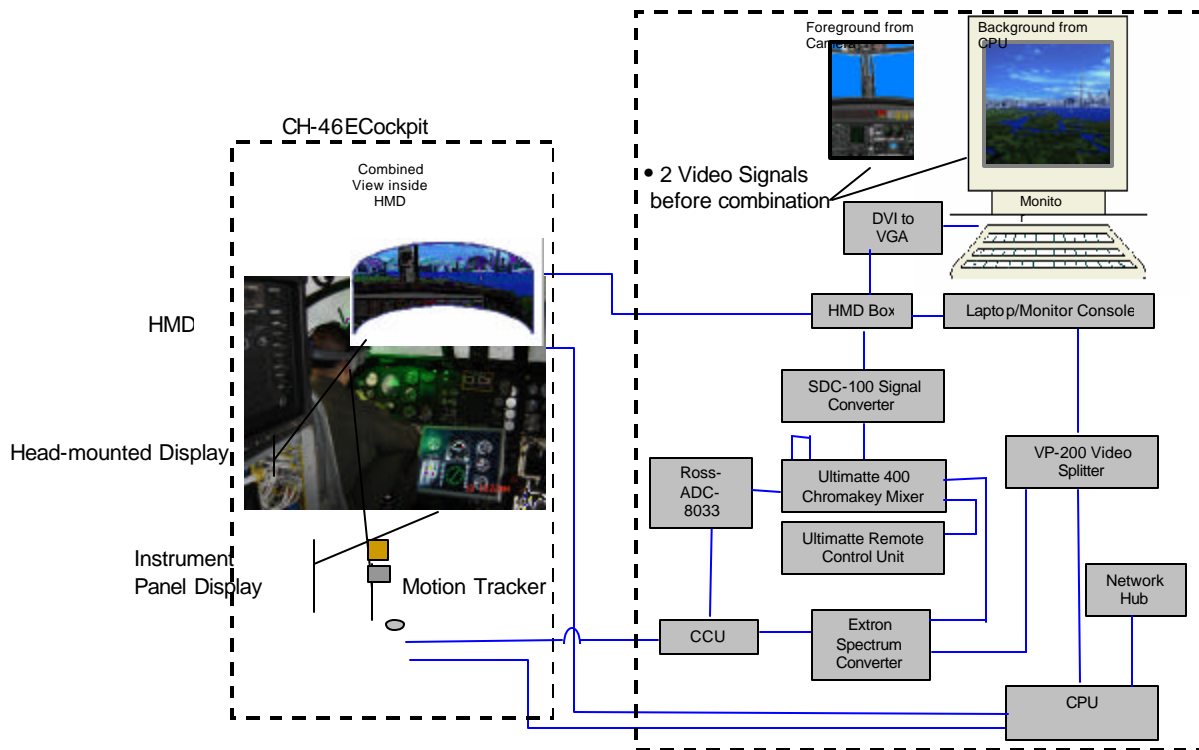 Foreground from
Camera
Background from
CPU
CH-46ECockpit
Combined
View inside
HMD
• 2 Video Signals
before combination
Monito
DVI to
VGA
HMD
HMD Box
Laptop/Monitor Console
SDC-100 Signal
Converter
Head-mounted Display
VP-200 Video
Splitter
Ross-
ADC-
8033
Ultimatte 400
Chromakey Mixer
Ultimatte Remote
Control Unit
Instrument
Panel Display
Motion Tracker
Network
Hub
CCU
Extron
Spectrum
Converter
CPU